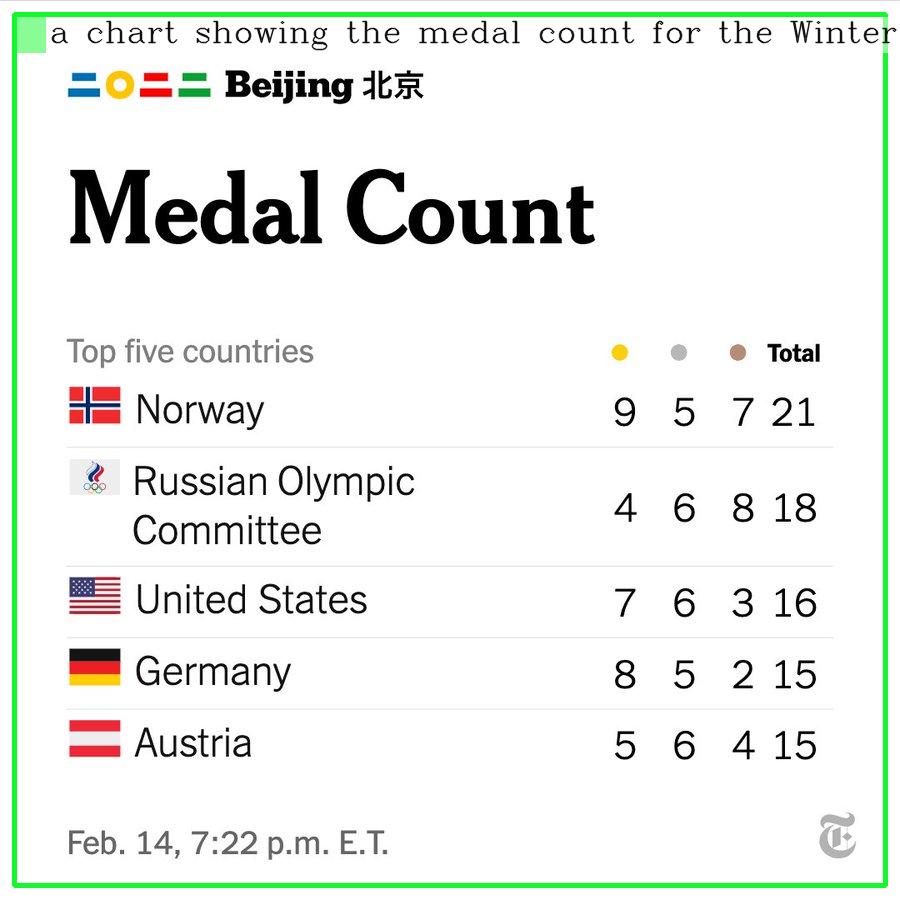 a chart showing the medal count for the Winter
Beijing 北京
Medal Count
Top five countries Total
Norway 9 5 7 21
Russian Olympic
Committee 4 6 8 18
United States 7 6 3 16
Germany 8 5 2 15
Austria 5 6 4 15
Feb. 14, 7:22 p.m. E.T.
T